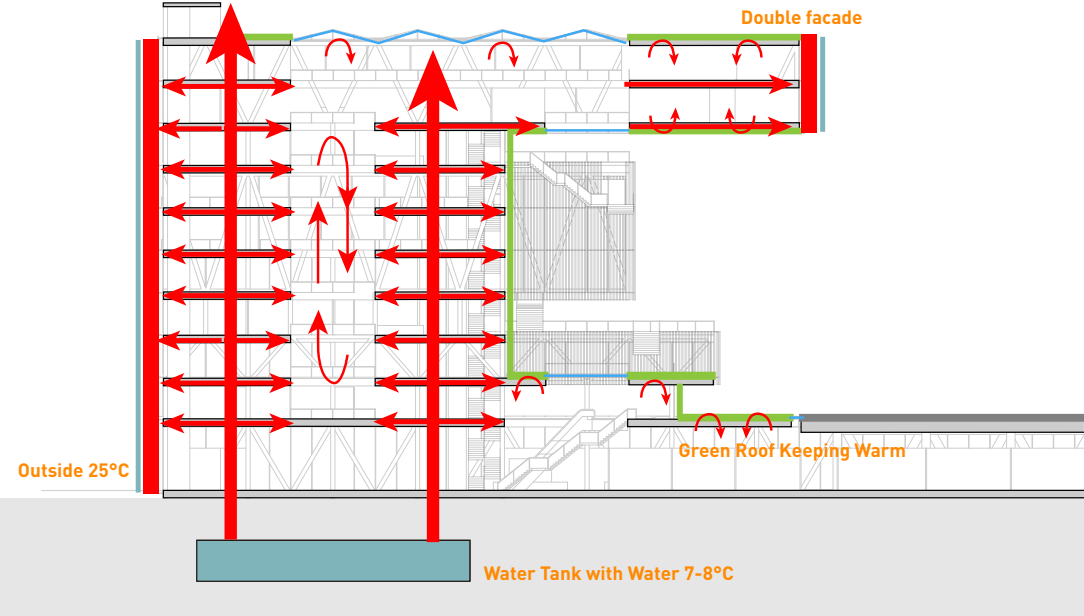 Double facade
Outside 25°C
Green Roof Keeping Warm
Water Tank with Water 7-8°C